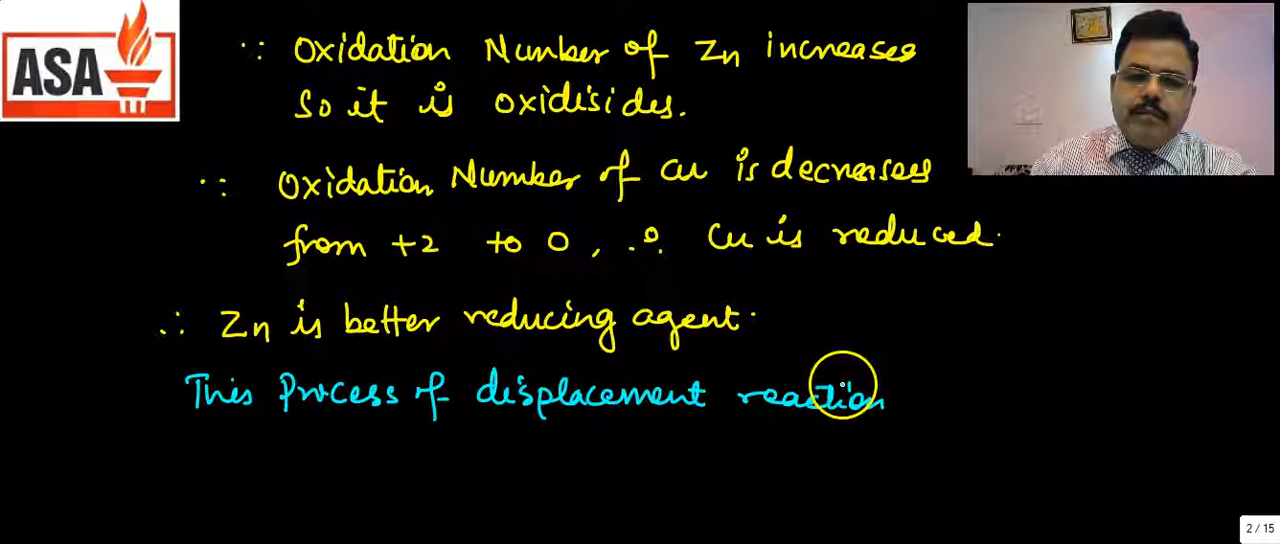 ASA
∵ Oxidation Number of Zn increases
So it is oxidisides.
∵ Oxidation Number of Cu is decreases
from +2 to 0, ∴ Cu is reduced.
∴ Zn is better reducing agent.
This Process of displacement reaction
2 / 15